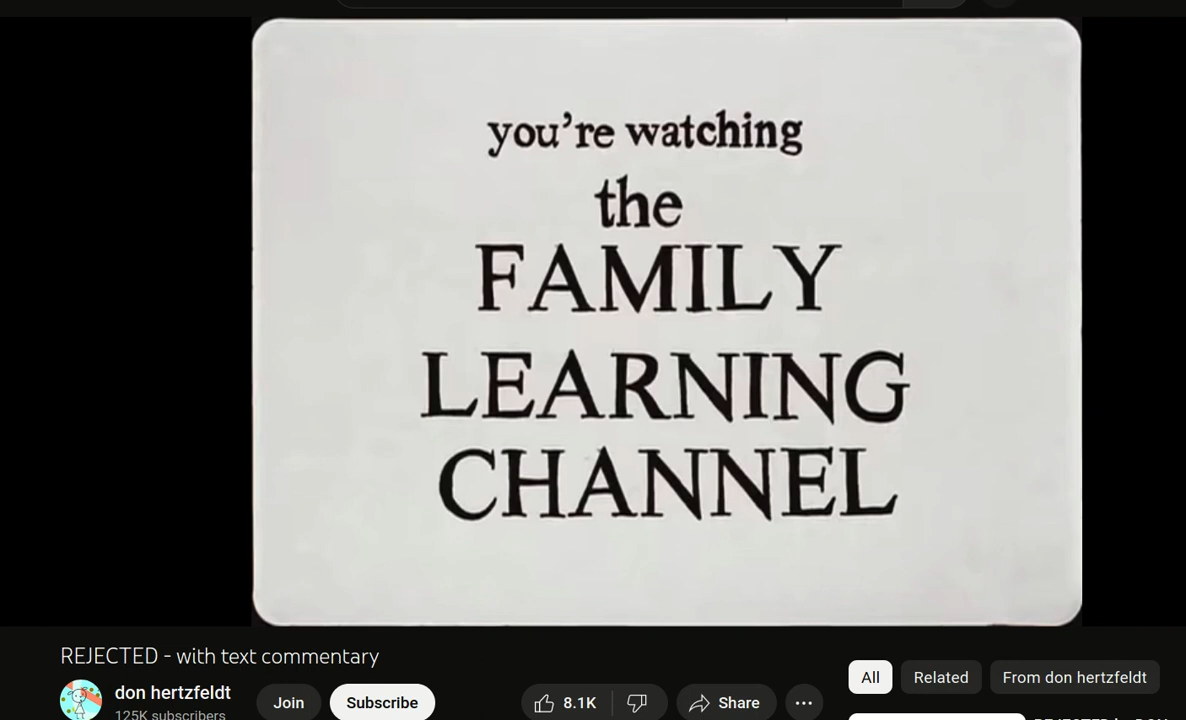 you're watching
the
FAMILY
LEARNING
CHANNEL
REJECTED - with text commentary
don hertzfeldt
125K subscribers
Join
Subscribe
8.1K
Share
All
Related
From don hertzfeldt